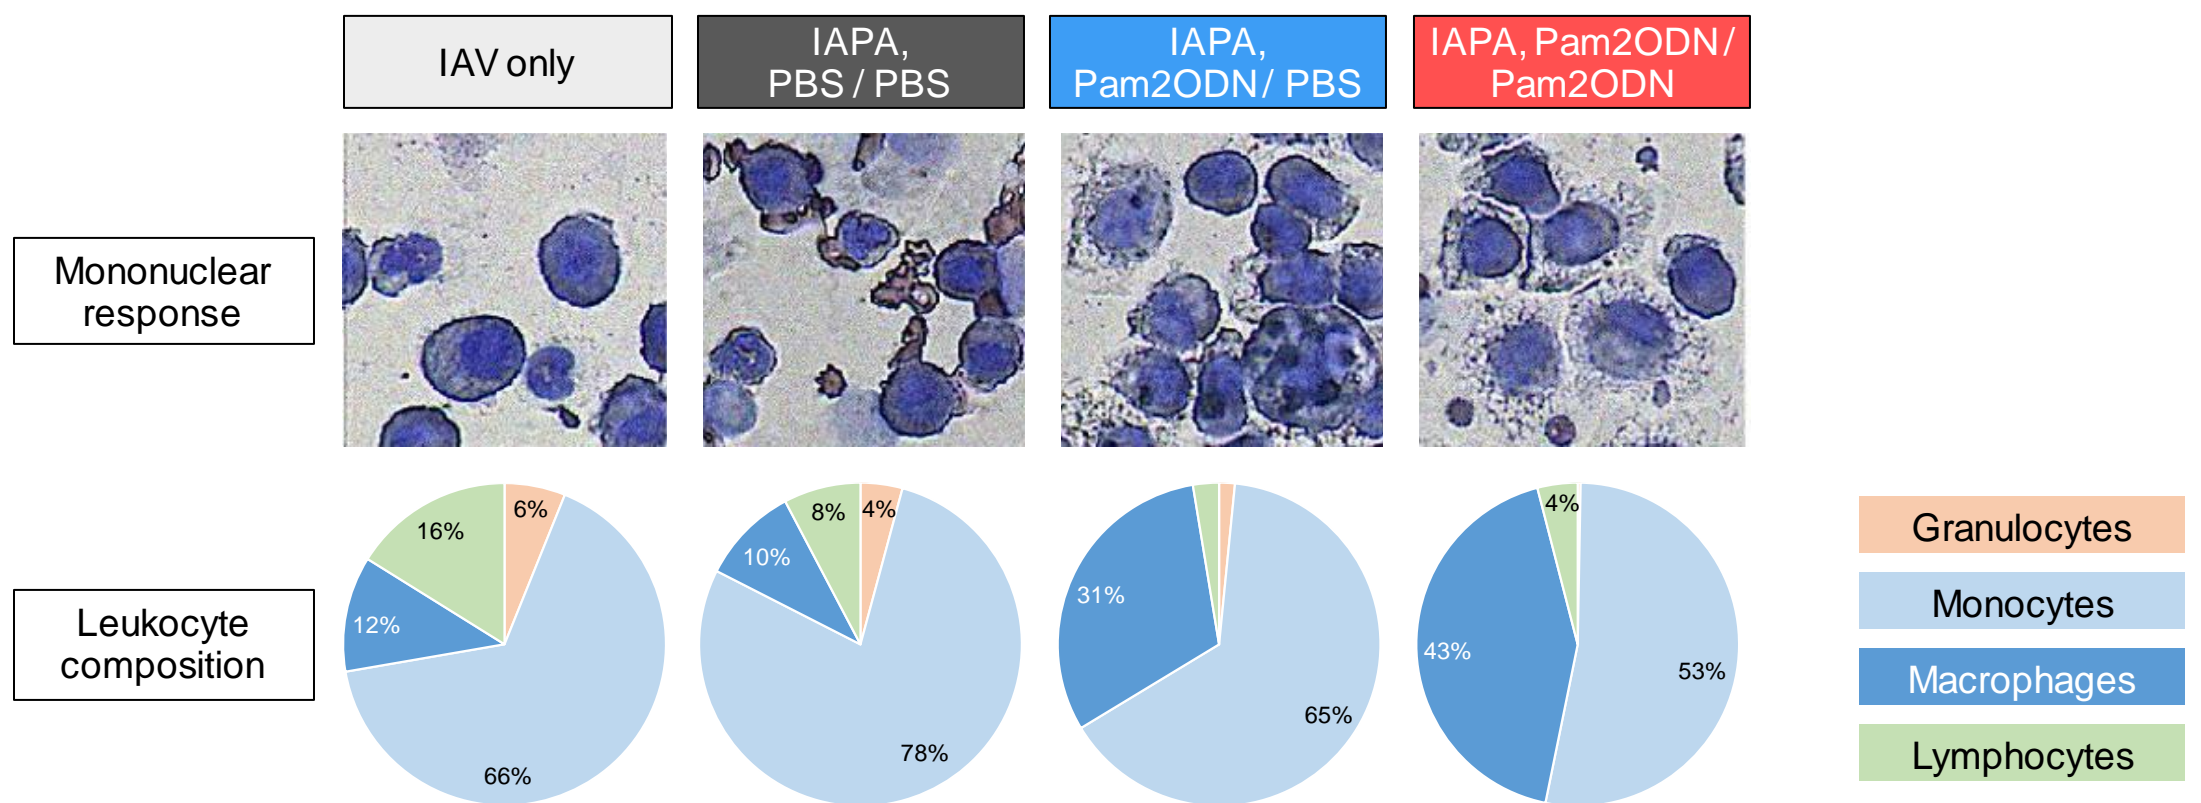 IAV only
IAPA,
PBS / PBS
IAPA,
Pam2ODN / PBS
IAPA, Pam2ODN /
Pam2ODN
Mononuclear
response
Leukocyte
composition
6%
16%
12%
66%
4%
8%
10%
78%
31%
65%
4%
43%
53%
Granulocytes
Monocytes
Macrophages
Lymphocytes